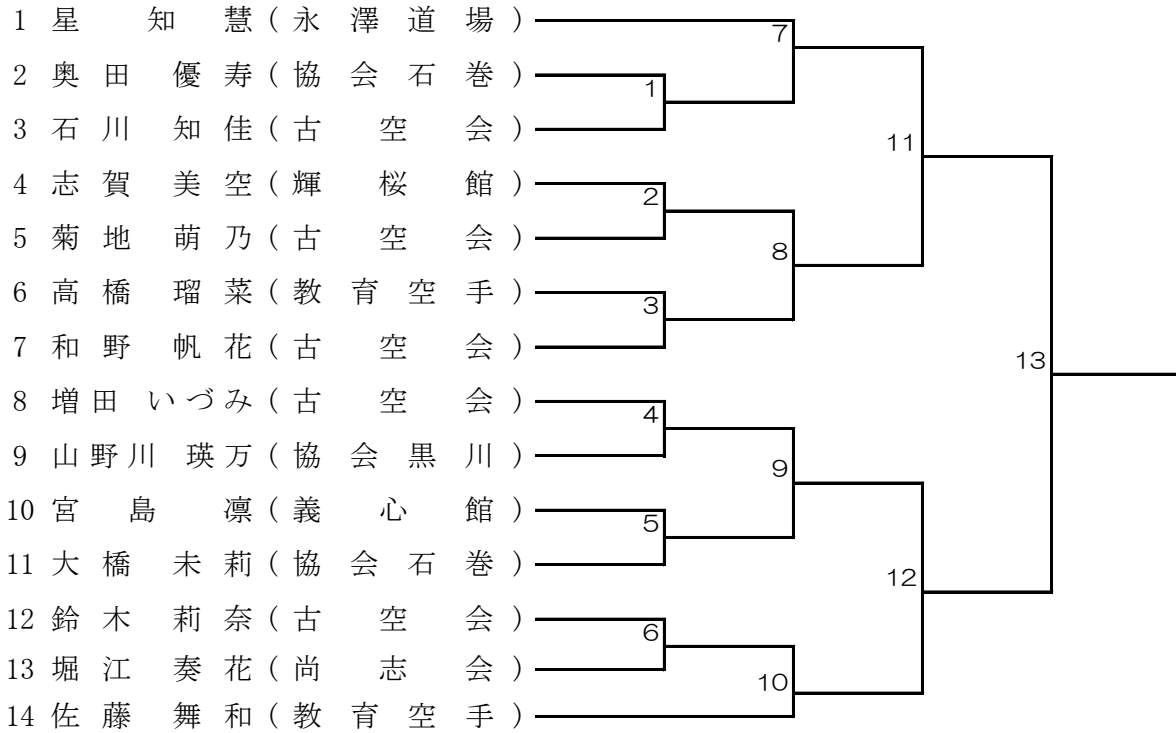 1 星 知慧(永澤道場)
7
2 奥田 優寿(協会石巻)
1
3 石川 知佳(古空会)
11
4 志賀 美空(輝桜館)
2
5 菊地 萌乃(古空会)
8
6 高橋 瑠菜(教育空手)
3
7 和野 帆花(古空会)
13
8 増田 いづみ(古空会)
4
9 山野川 瑛万(協会黒川)
9
10 宮島 凛(義心館)
5
11 大橋 未莉(協会石巻)
12
12 鈴木 莉奈(古空会)
6
13 堀江 奏花(尚志会)
10
14 佐藤 舞和(教育空手)